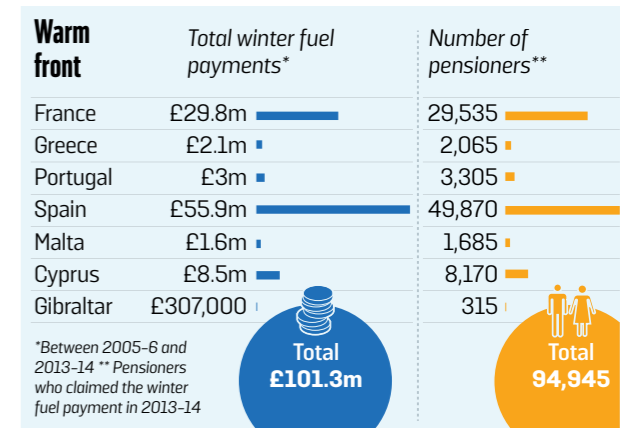 Warm
front
Total winter fuel
payments*
Number of
pensioners**
France £29.8m 29,535
Greece £2.1m 2,065
Portugal £3m 3,305
Spain £55.9m 49,870
Malta £1.6m 1,685
Cyprus £8.5m 8,170
Gibraltar £307,000 315
*Between 2005-6 and
2013-14 ** Pensioners
who claimed the winter
fuel payment in 2013-14
Total
£101.3m
Total
94,945